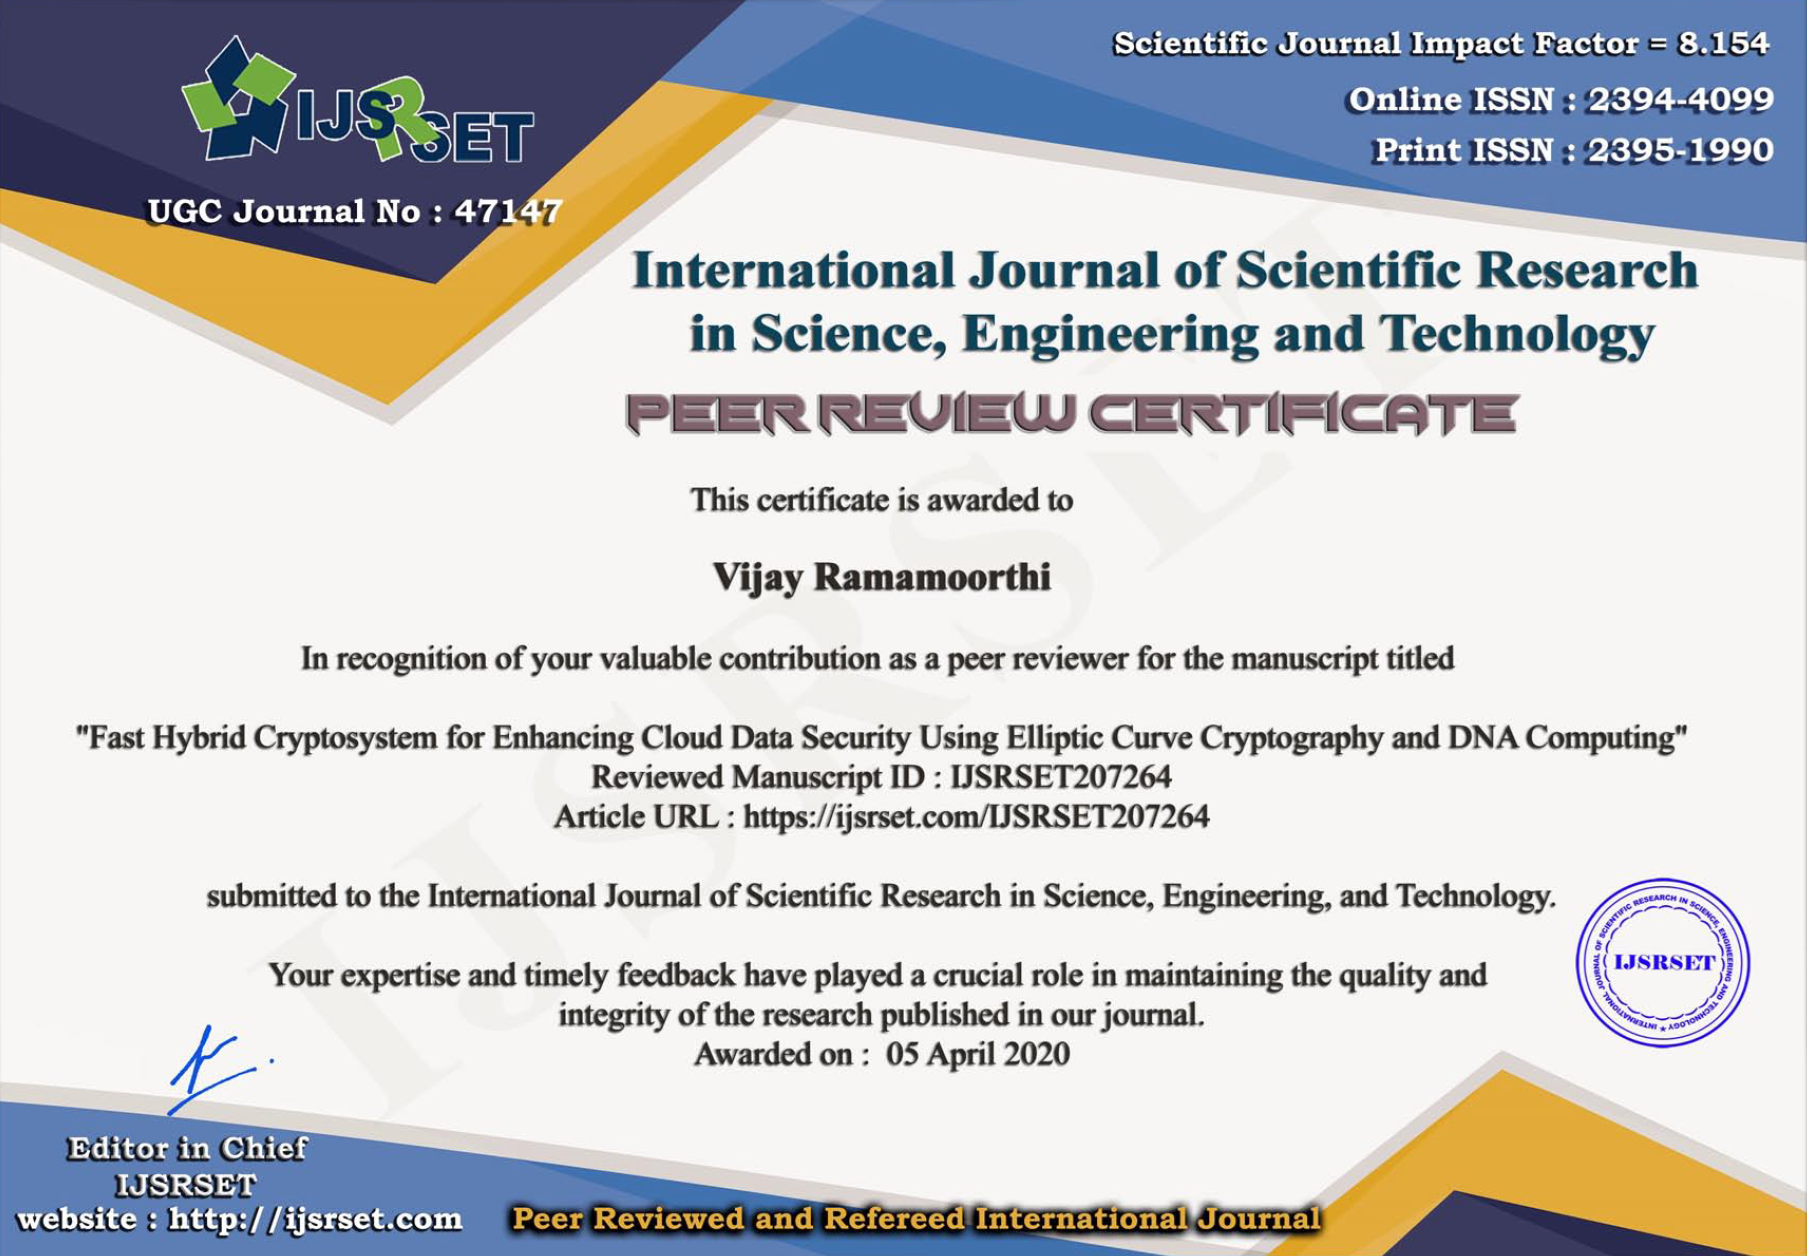 IJSRSET
UGC Journal No : 47147
Scientific Journal Impact Factor = 8.154
Online ISSN : 2394-4099
Print ISSN : 2395-1990
International Journal of Scientific Research
in Science, Engineering and Technology
PEER REVIEW CERTIFICATE
This certificate is awarded to
Vijay Ramamoorthi
In recognition of your valuable contribution as a peer reviewer for the manuscript titled
"Fast Hybrid Cryptosystem for Enhancing Cloud Data Security Using Elliptic Curve Cryptography and DNA Computing"
Reviewed Manuscript ID : IJSRSET207264
Article URL : https://ijsrset.com/IJSRSET207264
submitted to the International Journal of Scientific Research in Science, Engineering, and Technology.
Your expertise and timely feedback have played a crucial role in maintaining the quality and
integrity of the research published in our journal.
Awarded on : 05 April 2020
INTERNATIONAL JOURNAL OF SCIENTIFIC RESEARCH IN SCIENCE, ENGINEERING AND TECHNOLOGY ★
IJSRSET
Editor in Chief
IJSRSET
website : http://ijsrset.com
Peer Reviewed and Refereed International Journal
IJSRSET